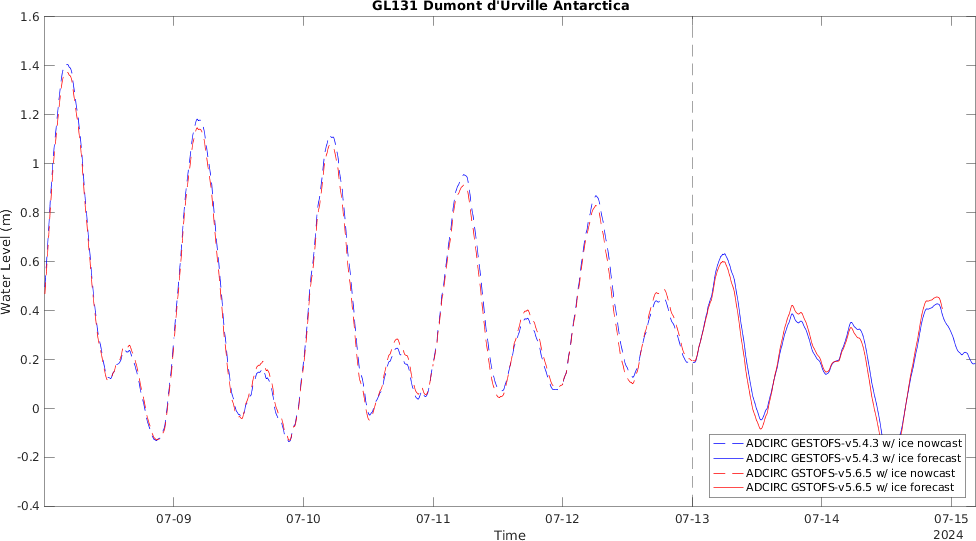 GL131 Dumont d'Urville Antarctica
1.6
1.4
1.2
1
0.8
0.6
0.4
0.2
0
-0.2
-0.4
Water Level (m)
ADCIRC GESTOFS-v5.4.3 w/ ice nowcast
ADCIRC GESTOFS-v5.4.3 w/ ice forecast
ADCIRC GSTOFS-v5.6.5 w/ ice nowcast
ADCIRC GSTOFS-v5.6.5 w/ ice forecast
07-09 07-10 07-11 07-12 07-13 07-14 07-15
2024
Time